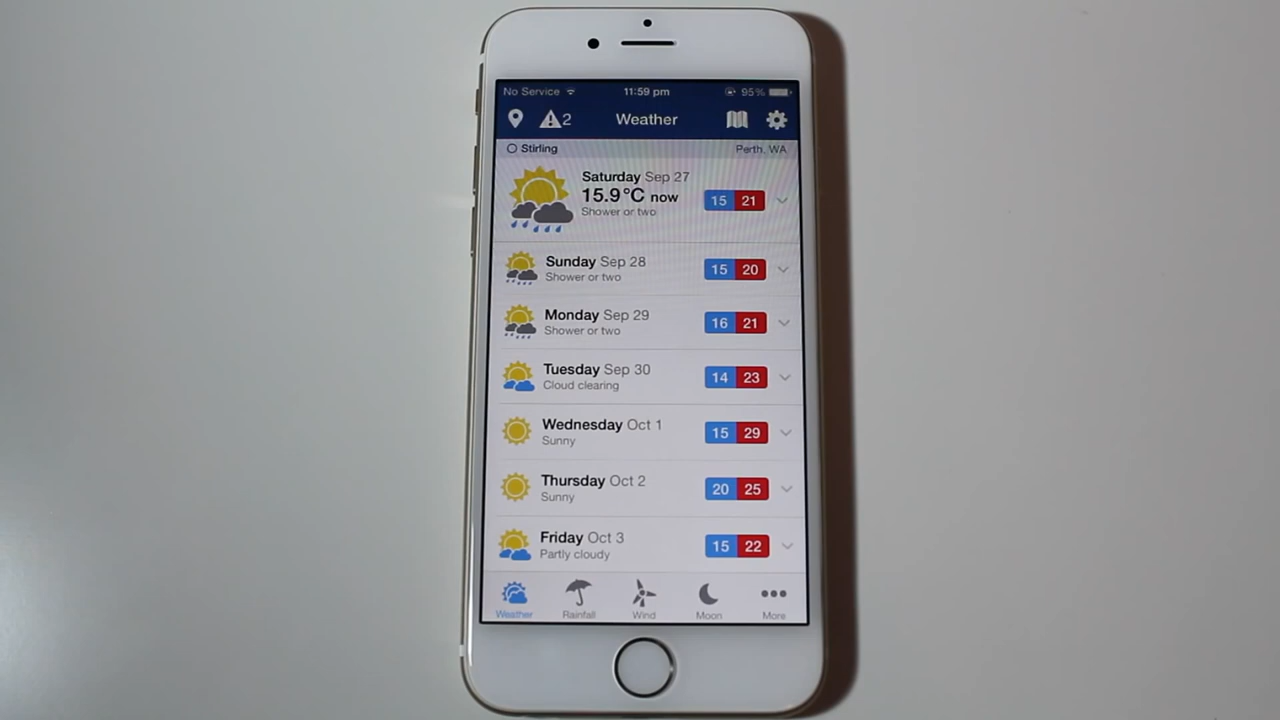 No Service 11:59 pm 95%
2 Weather
Stirling Perth, WA
Saturday Sep 27
15.9°C now 15 21
Shower or two
Sunday Sep 28 15 20
Shower or two
Monday Sep 29 16 21
Shower or two
Tuesday Sep 30 14 23
Cloud clearing
Wednesday Oct 1 15 29
Sunny
Thursday Oct 2 20 25
Sunny
Friday Oct 3 15 22
Partly cloudy
Weather Rainfall Wind Moon More